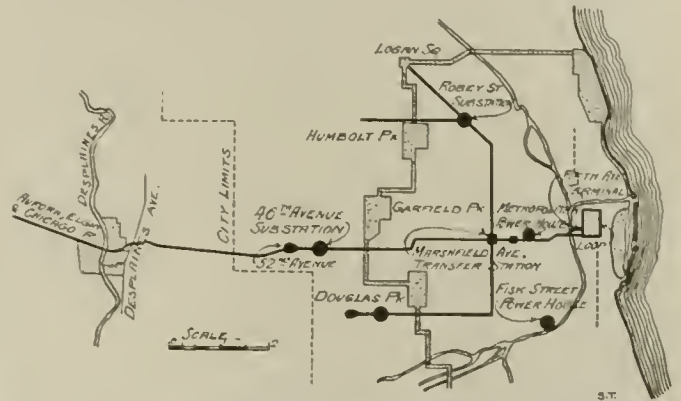 LOGAN SQ.
ROBEY ST.
SUBSTATION
HUMBOLT PK
DESPLAINES R.
DESPLAINES AVE.
CITY LIMITS
AURORA, ELGIN
& CHICAGO R
46TH AVENUE
SUBSTATION
52ND AVENUE
GARFIELD PK
FIFTH AVE
TERMINAL
METROPOLITAN
POWER HOUSE
LOOP
MARSHFIELD AVE.
TRANSFER STATION
DOUGLAS PK
FISK STREET
POWER HOUSE
SCALE
S.T.